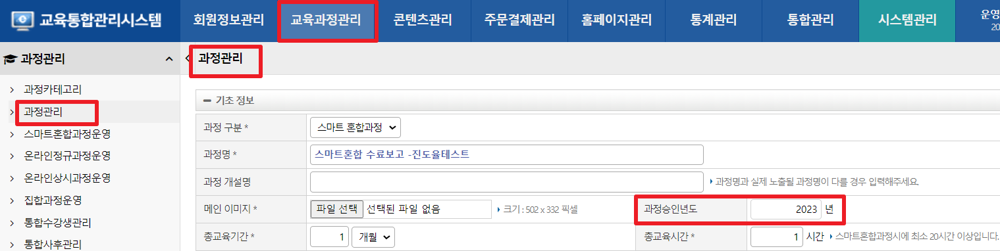 교육통합관리시스템 회원정보관리 교육과정관리 콘텐츠관리 주문결제관리 홈페이지관리 통계관리 통합관리 시스템관리 운영
20
과정관리
과정관리
과정카테고리
과정관리
스마트혼합과정운영
온라인정규과정운영
온라인상시과정운영
집합과정운영
통합수강생관리
통합사후관리
기초 정보
과정 구분 * 스마트 혼합과정
과정명 * 스마트혼합 수료보고 -진도율테스트
과정 개설명 과정명과 실제 노출될 과정명이 다를 경우 입력해주세요.
메인 이미지 * 파일 선택 선택된 파일 없음 크기 : 502 x 332 픽셀 과정승인년도 2023 년
총교육기간 * 1 개월 총교육시간 * 1 시간 스마트혼합과정시에 최소 20시간 이상입니다.